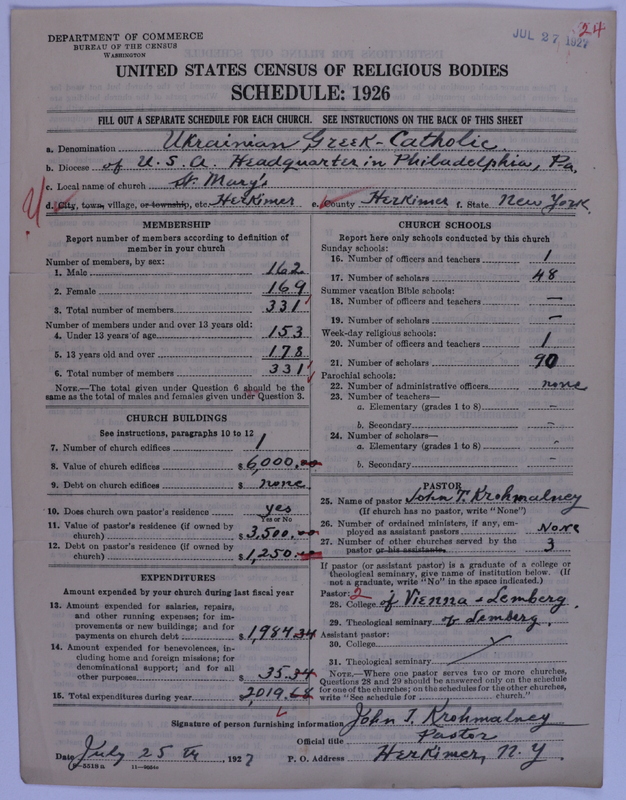 DEPARTMENT OF COMMERCE
BUREAU OF THE CENSUS
WASHINGTON
JUL 27 1927
24
UNITED STATES CENSUS OF RELIGIOUS BODIES
SCHEDULE: 1926
FILL OUT A SEPARATE SCHEDULE FOR EACH CHURCH. SEE INSTRUCTIONS ON THE BACK OF THIS SHEET
a. Denomination Ukrainian Greek-Catholic
b. Diocese of U.S.A. Headquarter in Philadelphia, Pa.
c. Local name of church St. Mary's
d. City, town, village, or township, etc. Herkimer e. County Herkimer f. State New York.
MEMBERSHIP
Report number of members according to definition of member in your church
Number of members, by sex:
1. Male 162
2. Female 169
3. Total number of members 331
Number of members under and over 13 years old:
4. Under 13 years of age 153
5. 13 years old and over 178
6. Total number of members 331
NOTE.—The total given under Question 6 should be the same as the total of males and females given under Question 3.
CHURCH BUILDINGS
See instructions, paragraphs 10 to 12
7. Number of church edifices 1
8. Value of church edifices $ 6,000.00
9. Debt on church edifices $ none
10. Does church own pastor's residence yes
Yes or No
11. Value of pastor's residence (if owned by church) $ 3,500.00
12. Debt on pastor's residence (if owned by church) $ 1,250.00
EXPENDITURES
Amount expended by your church during last fiscal year
13. Amount expended for salaries, repairs, and other running expenses; for improvements or new buildings; and for payments on church debt $ 1,984.34
14. Amount expended for benevolences, including home and foreign missions; for denominational support; and for all other purposes $ 35.34
15. Total expenditures during year 2019.68
CHURCH SCHOOLS
Report here only schools conducted by this church
Sunday schools:
16. Number of officers and teachers 1
17. Number of scholars 48
Summer vacation Bible schools:
18. Number of officers and teachers —
19. Number of scholars —
Week-day religious schools:
20. Number of officers and teachers 1
21. Number of scholars 90
Parochial schools:
22. Number of administrative officers none
23. Number of teachers—
a. Elementary (grades 1 to 8) —
b. Secondary —
24. Number of scholars—
a. Elementary (grades 1 to 8) —
b. Secondary —
PASTOR
25. Name of pastor John T. Krohmalney
(If church has no pastor, write "None")
26. Number of ordained ministers, if any, employed as assistant pastors None
27. Number of other churches served by the pastor or his assistants 3
If pastor (or assistant pastor) is a graduate of a college or theological seminary, give name of institution below. (If not a graduate, write "No" in the space indicated.)
Pastor: 2
28. College of Vienna & Lemberg.
29. Theological seminary of Lemberg.
Assistant pastor:
30. College
31. Theological seminary
NOTE.—Where one pastor serves two or more churches, Questions 28 and 29 should be answered only on the schedule for one of the churches; on the schedules for the other churches, write "See schedule for church."
Signature of person furnishing information John T. Krohmalney
Official title Pastor
Date July 25 th, 1927 P. O. Address Herkimer, N.Y.